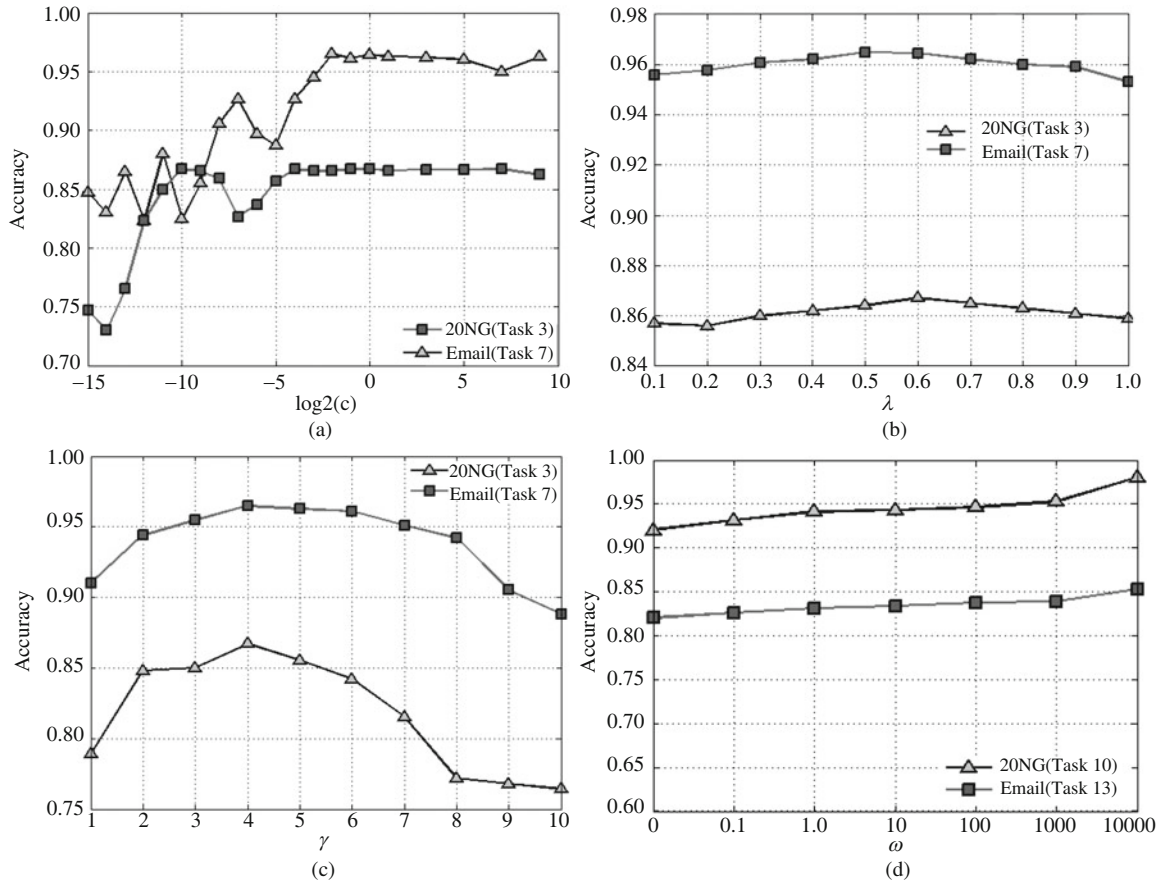 1.00
0.95
0.90
0.85
0.80
0.75
0.70
Accuracy
20NG(Task 3)
Email(Task 7)
−15 −10 −5 0 5 10
log2(c)
(a)
0.98
0.96
0.94
0.92
0.90
0.88
0.86
0.84
Accuracy
20NG(Task 3)
Email(Task 7)
0.1 0.2 0.3 0.4 0.5 0.6 0.7 0.8 0.9 1.0
λ
(b)
1.00
0.95
0.90
0.85
0.80
0.75
Accuracy
20NG(Task 3)
Email(Task 7)
1 2 3 4 5 6 7 8 9 10
γ
(c)
1.00
0.95
0.90
0.85
0.80
0.75
0.70
0.65
0.60
Accuracy
20NG(Task 10)
Email(Task 13)
0 0.1 1.0 10 100 1000 10000
ω
(d)